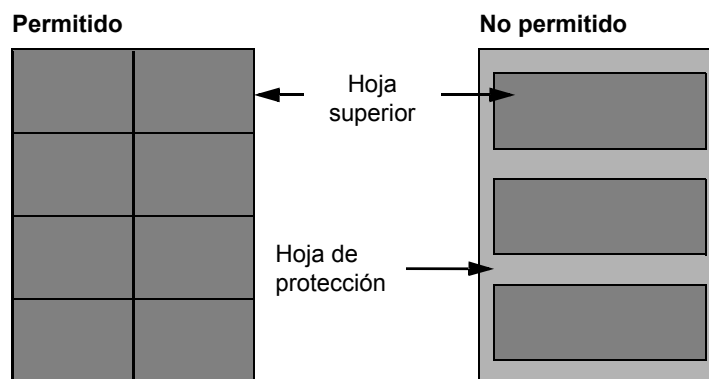 Permitido
No permitido
Hoja
superior
Hoja de
protección